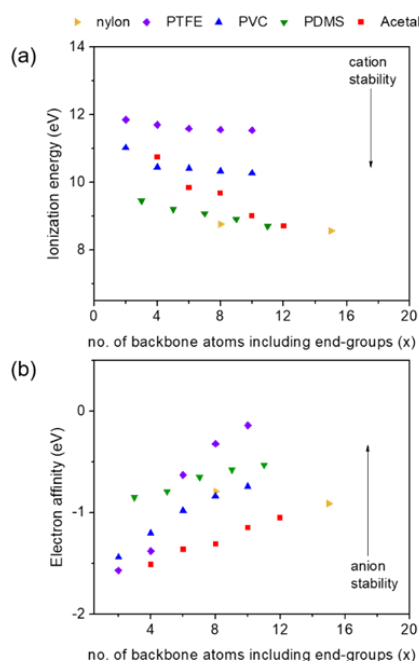 nylon PTFE PVC PDMS Acetal
(a)
14
12
10
8
6
0 4 8 12 16 20
Ionization energy (eV)
cation
stability
no. of backbone atoms including end-groups (x)
(b)
0
-1
-2
0 4 8 12 16 20
Electron affinity (eV)
anion
stability
no. of backbone atoms including end-groups (x)